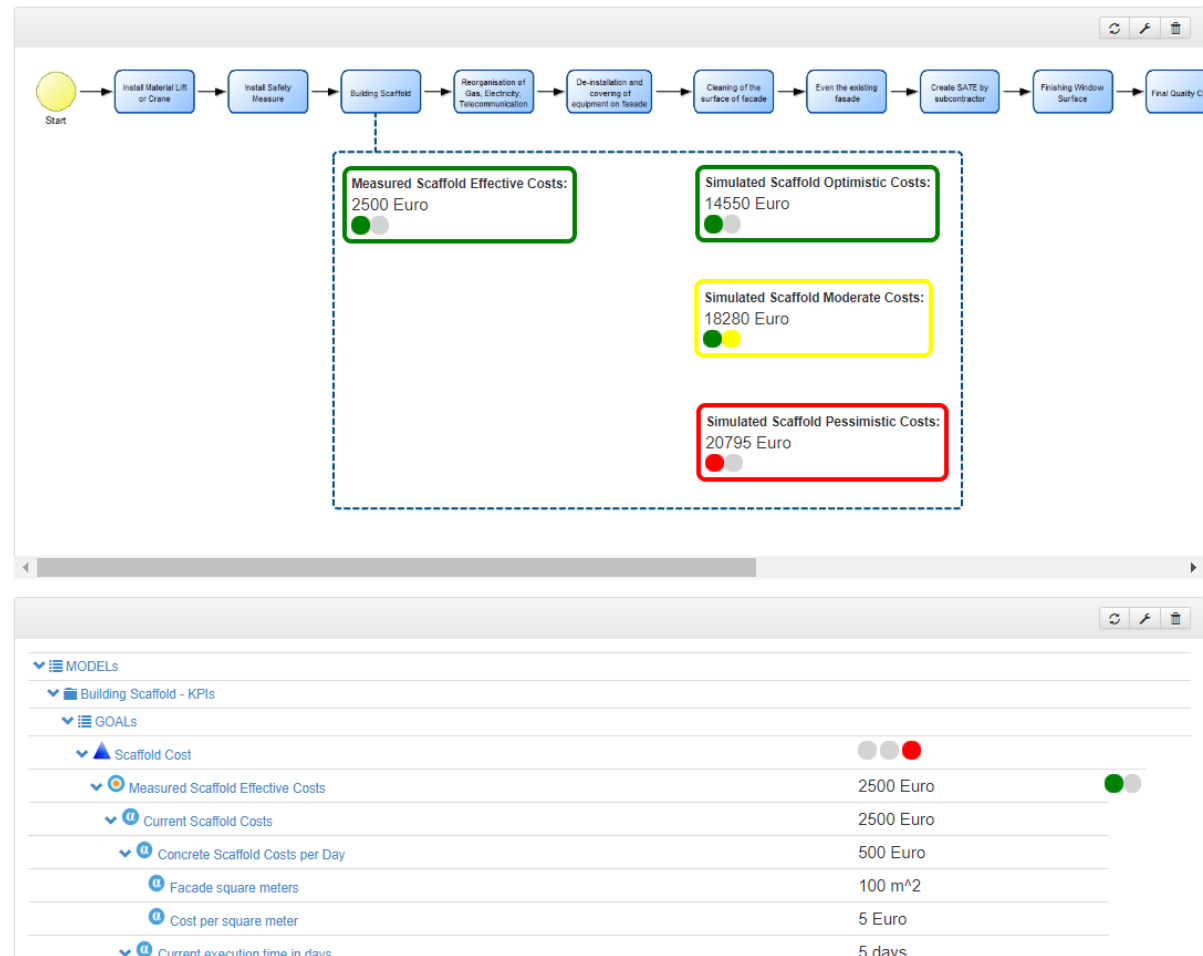 Install Material Lift
or Crane
Install Safety
Measure
Building Scaffold
Reorganisation of
Gas, Electricity,
Telecommunication
De-installation and
covering of
equipment on fasade
Cleaning of the
surface of facade
Even the existing
fasade
Create SATE by
subcontractor
Finishing Window
Surface
Final Quality C
Start
Measured Scaffold Effective Costs:
2500 Euro
Simulated Scaffold Optimistic Costs:
14550 Euro
Simulated Scaffold Moderate Costs:
18280 Euro
Simulated Scaffold Pessimistic Costs:
20795 Euro
MODELs
Building Scaffold - KPIs
GOALs
Scaffold Cost
Measured Scaffold Effective Costs 2500 Euro
Current Scaffold Costs 2500 Euro
Concrete Scaffold Costs per Day 500 Euro
Facade square meters 100 m^2
Cost per square meter 5 Euro
Current execution time in days 5 days